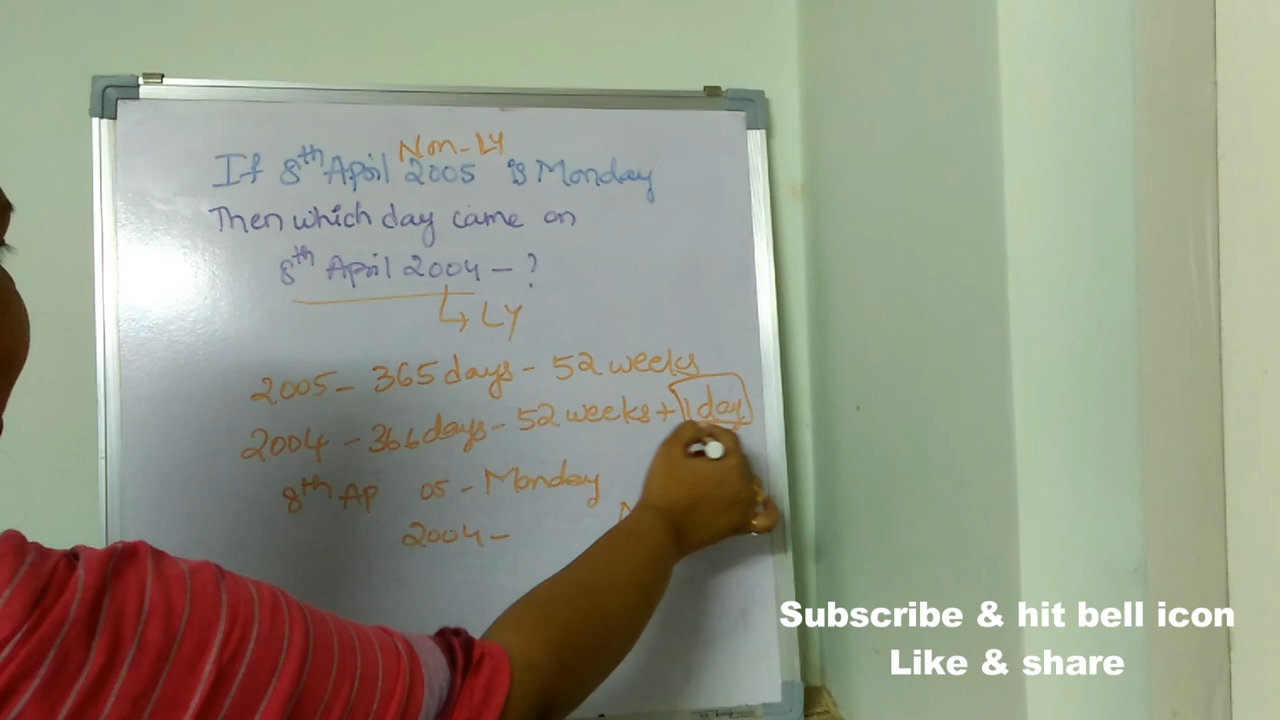 Non-LY
If 8th April 2005 is Monday
Then which day came on
8th April 2004 - ?
↳ LY
2005 - 365 days - 52 weeks
2004 - 366 days - 52 weeks + 1 day
8th Ap 05 - Monday
2004 -
Subscribe & hit bell icon
Like & share